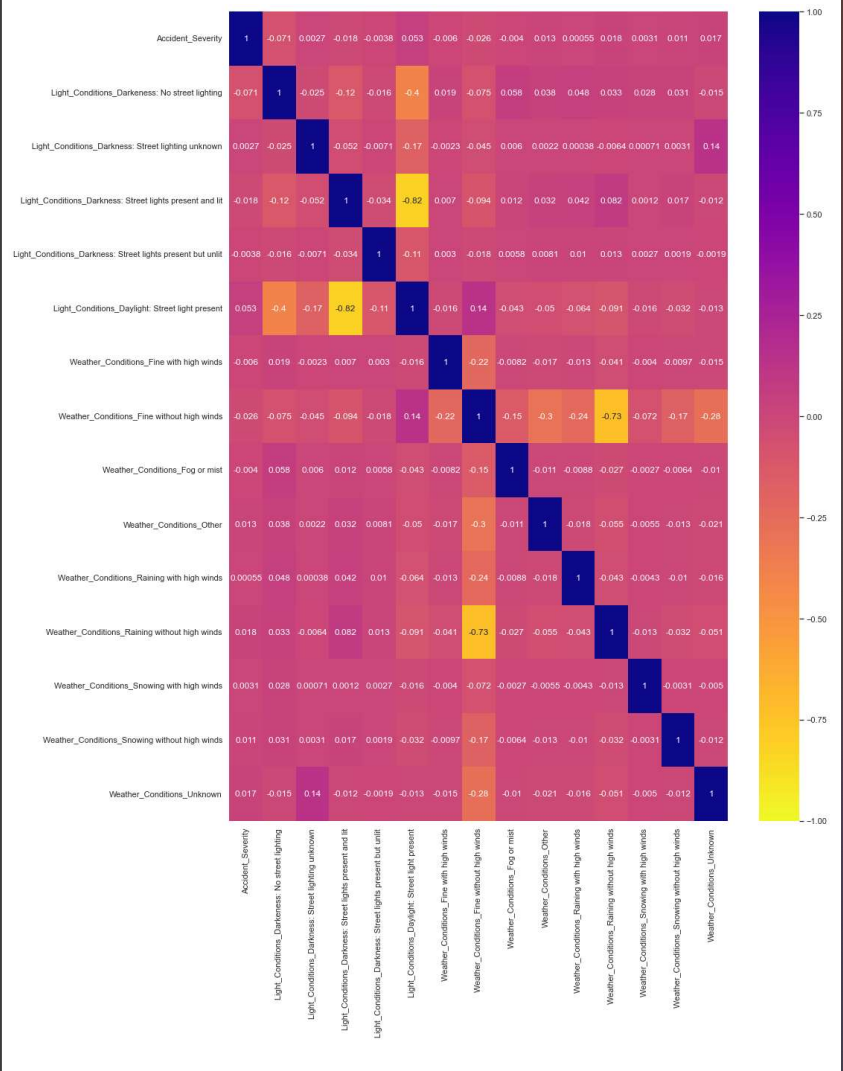 Accident_Severity 1 -0.071 0.0027 -0.018 -0.0038 0.053 -0.006 -0.026 -0.004 0.013 0.00055 0.018 0.0031 0.011 0.017
Light_Conditions_Darkeness: No street lighting -0.071 1 -0.025 -0.12 -0.016 -0.4 0.019 -0.075 0.058 0.038 0.048 0.033 0.028 0.031 -0.015
Light_Conditions_Darkness: Street lighting unknown 0.0027 -0.025 1 -0.052 -0.0071 -0.17 -0.0023 -0.045 0.006 0.0022 0.00038 -0.0064 0.00071 0.0031 0.14
Light_Conditions_Darkness: Street lights present and lit -0.018 -0.12 -0.052 1 -0.034 -0.82 0.007 -0.094 0.012 0.032 0.042 0.082 0.0012 0.017 -0.012
Light_Conditions_Darkness: Street lights present but unlit -0.0038 -0.016 -0.0071 -0.034 1 -0.11 0.003 -0.018 0.0058 0.0081 0.01 0.013 0.0027 0.0019 -0.0019
Light_Conditions_Daylight: Street light present 0.053 -0.4 -0.17 -0.82 -0.11 1 -0.016 0.14 -0.043 -0.05 -0.064 -0.091 -0.016 -0.032 -0.013
Weather_Conditions_Fine with high winds -0.006 0.019 -0.0023 0.007 0.003 -0.016 1 -0.22 -0.0082 -0.017 -0.013 -0.041 -0.004 -0.0097 -0.015
Weather_Conditions_Fine without high winds -0.026 -0.075 -0.045 -0.094 -0.018 0.14 -0.22 1 -0.15 -0.3 -0.24 -0.73 -0.072 -0.17 -0.28
Weather_Conditions_Fog or mist -0.004 0.058 0.006 0.012 0.0058 -0.043 -0.0082 -0.15 1 -0.011 -0.0088 -0.027 -0.0027 -0.0064 -0.01
Weather_Conditions_Other 0.013 0.038 0.0022 0.032 0.0081 -0.05 -0.017 -0.3 -0.011 1 -0.018 -0.055 -0.0055 -0.013 -0.021
Weather_Conditions_Raining with high winds 0.00055 0.048 0.00038 0.042 0.01 -0.064 -0.013 -0.24 -0.0088 -0.018 1 -0.043 -0.0043 -0.01 -0.016
Weather_Conditions_Raining without high winds 0.018 0.033 -0.0064 0.082 0.013 -0.091 -0.041 -0.73 -0.027 -0.055 -0.043 1 -0.013 -0.032 -0.051
Weather_Conditions_Snowing with high winds 0.0031 0.028 0.00071 0.0012 0.0027 -0.016 -0.004 -0.072 -0.0027 -0.0055 -0.0043 -0.013 1 -0.0031 -0.005
Weather_Conditions_Snowing without high winds 0.011 0.031 0.0031 0.017 0.0019 -0.032 -0.0097 -0.17 -0.0064 -0.013 -0.01 -0.032 -0.0031 1 -0.012
Weather_Conditions_Unknown 0.017 -0.015 0.14 -0.012 -0.0019 -0.013 -0.015 -0.28 -0.01 -0.021 -0.016 -0.051 -0.005 -0.012 1
Accident_Severity
Light_Conditions_Darkeness: No street lighting
Light_Conditions_Darkness: Street lighting unknown
Light_Conditions_Darkness: Street lights present and lit
Light_Conditions_Darkness: Street lights present but unlit
Light_Conditions_Daylight: Street light present
Weather_Conditions_Fine with high winds
Weather_Conditions_Fine without high winds
Weather_Conditions_Fog or mist
Weather_Conditions_Other
Weather_Conditions_Raining with high winds
Weather_Conditions_Raining without high winds
Weather_Conditions_Snowing with high winds
Weather_Conditions_Snowing without high winds
Weather_Conditions_Unknown
1.00
0.75
0.50
0.25
0.00
-0.25
-0.50
-0.75
-1.00